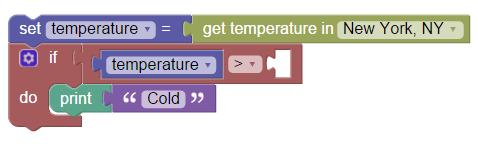 set temperature = get temperature in New York, NY
if temperature >
do print “ Cold ”